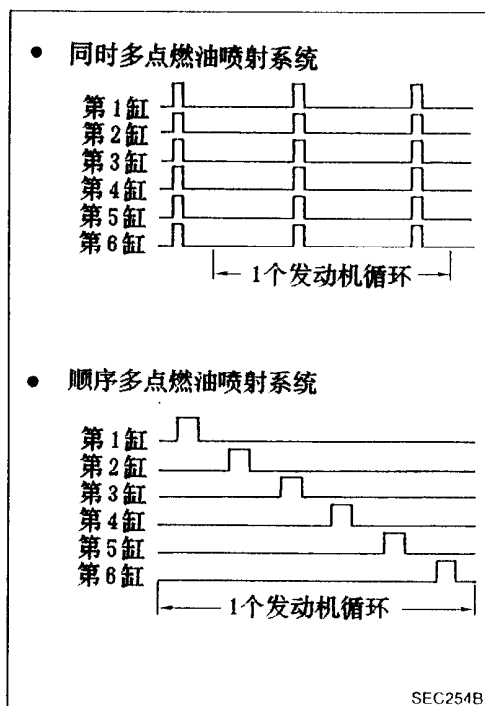 ● 同时多点燃油喷射系统
第1缸
第2缸
第3缸
第4缸
第5缸
第6缸
1个发动机循环
● 顺序多点燃油喷射系统
第1缸
第2缸
第3缸
第4缸
第5缸
第6缸
1个发动机循环
SEC254B